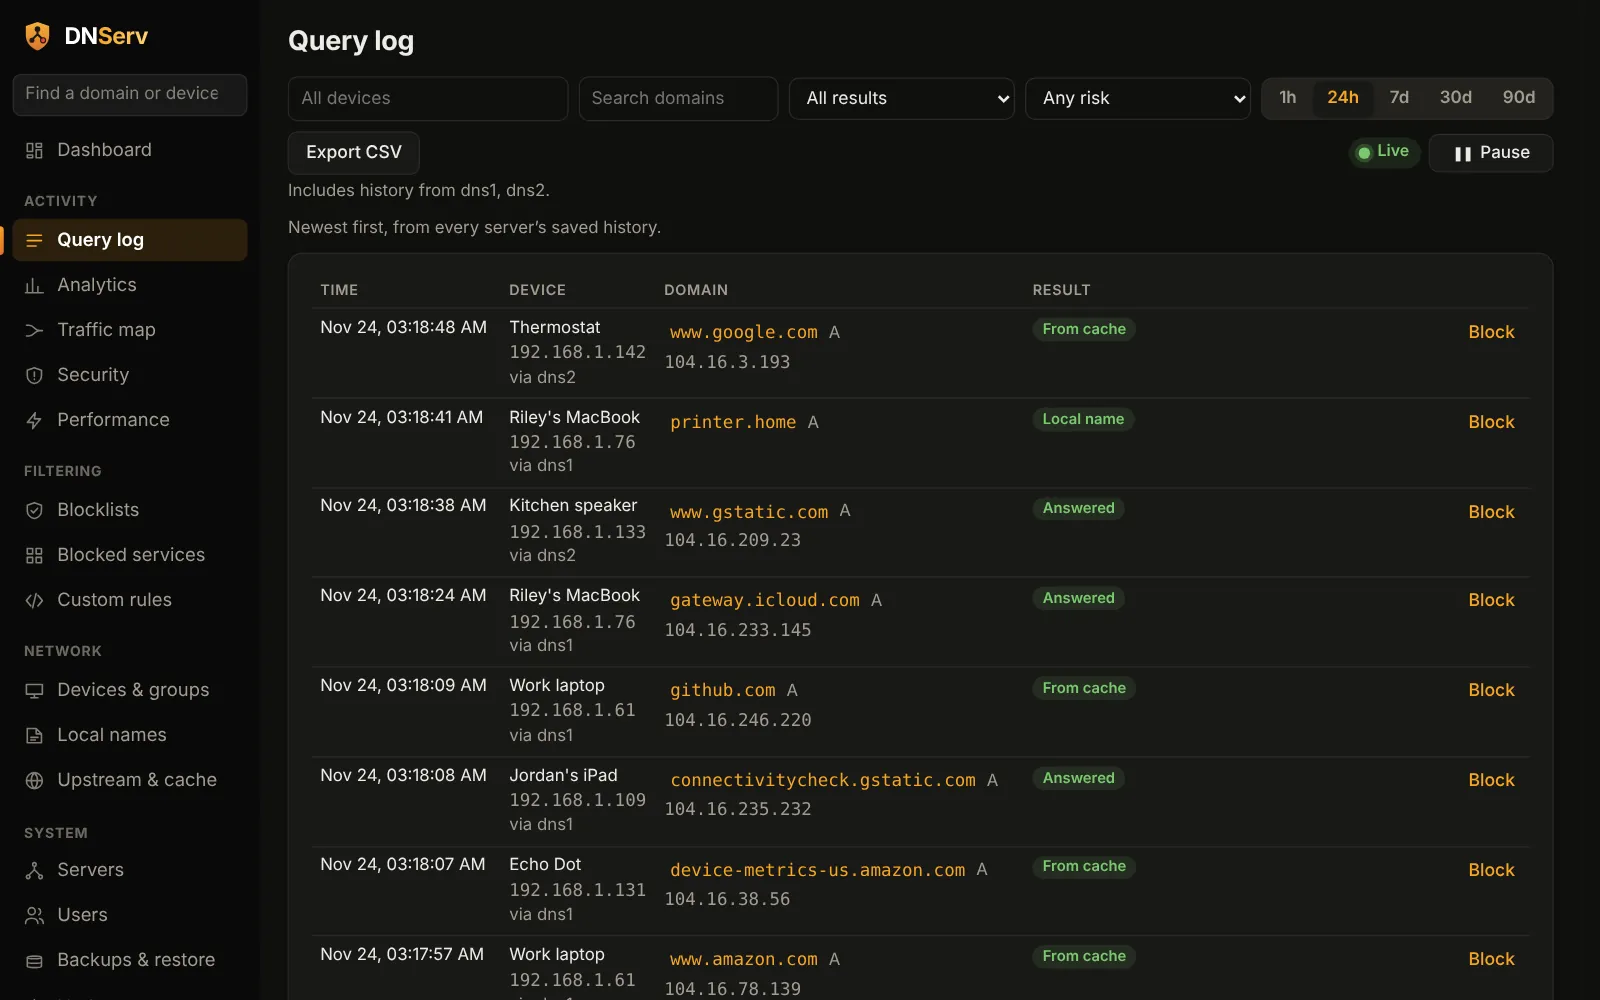 DNServ
Find a domain or device
Dashboard
ACTIVITY
Query log
Analytics
Traffic map
Security
Performance
FILTERING
Blocklists
Blocked services
Custom rules
NETWORK
Devices & groups
Local names
Upstream & cache
SYSTEM
Servers
Users
Backups & restore
Query log
All devices
Search domains
All results
Any risk
1h 24h 7d 30d 90d
Export CSV
Live
Pause
Includes history from dns1, dns2.
Newest first, from every server’s saved history.
TIME DEVICE DOMAIN RESULT
Nov 24, 03:18:48 AM Thermostat www.google.com A From cache Block
192.168.1.142 104.16.3.193
via dns2
Nov 24, 03:18:41 AM Riley's MacBook printer.home A Local name Block
192.168.1.76
via dns1
Nov 24, 03:18:38 AM Kitchen speaker www.gstatic.com A Answered Block
192.168.1.133 104.16.209.23
via dns2
Nov 24, 03:18:24 AM Riley's MacBook gateway.icloud.com A Answered Block
192.168.1.76 104.16.233.145
via dns1
Nov 24, 03:18:09 AM Work laptop github.com A From cache Block
192.168.1.61 104.16.246.220
via dns1
Nov 24, 03:18:08 AM Jordan's iPad connectivitycheck.gstatic.com A Answered Block
192.168.1.109 104.16.235.232
via dns1
Nov 24, 03:18:07 AM Echo Dot device-metrics-us.amazon.com A From cache Block
192.168.1.131 104.16.38.56
via dns1
Nov 24, 03:17:57 AM Work laptop www.amazon.com A From cache Block
192.168.1.61 104.16.78.139